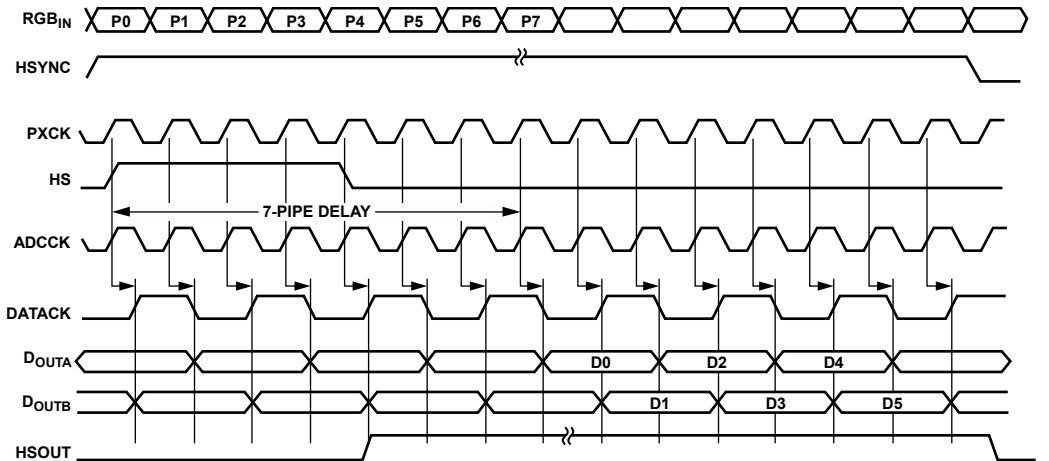 RGBIN P0 P1 P2 P3 P4 P5 P6 P7
HSYNC
PXCK
HS
7-PIPE DELAY
ADCCK
DATACK
DOUTA D0 D2 D4
DOUTB D1 D3 D5
HSOUT